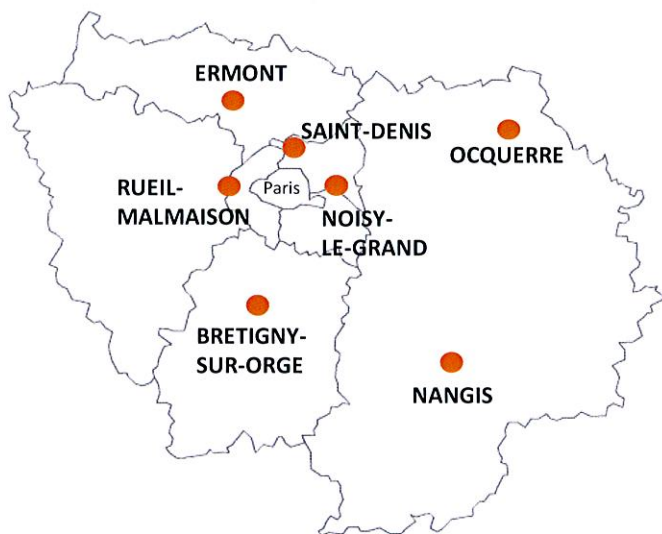 ERMONT
SAINT-DENIS
OCQUERRE
RUEIL-
MALMAISON
Paris
NOISY-
LE-GRAND
BRETIGNY-
SUR-ORGE
NANGIS